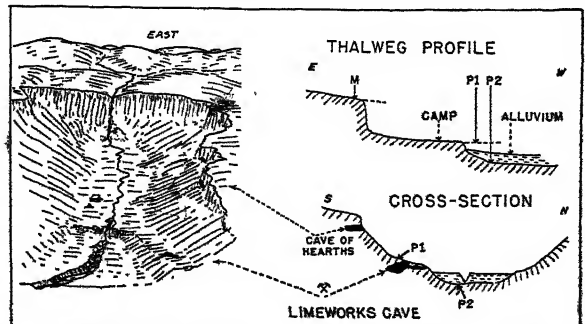 EAST
THALWEG PROFILE
E
M
P1 P2
W
CAMP
ALLUVIUM
CROSS-SECTION
S
N
CAVE OF
HEARTHS
P1
P2
LIMEWORKS CAVE